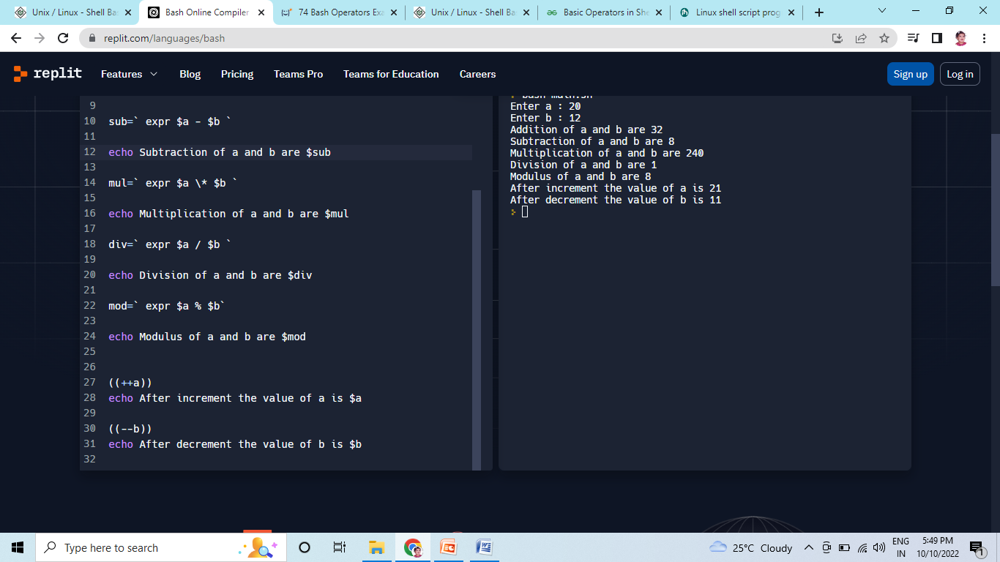 Unix / Linux - Shell Ba
Bash Online Compiler
74 Bash Operators Exa
Unix / Linux - Shell Ba
Basic Operators in She
Linux shell script prog
replit.com/languages/bash
replit Features Blog Pricing Teams Pro Teams for Education Careers Sign up Log in
9
10 sub=` expr $a - $b `
11
12 echo Subtraction of a and b are $sub
13
14 mul=` expr $a \* $b `
15
16 echo Multiplication of a and b are $mul
17
18 div=` expr $a / $b `
19
20 echo Division of a and b are $div
21
22 mod=` expr $a % $b`
23
24 echo Modulus of a and b are $mod
25
26
27 ((++a))
28 echo After increment the value of a is $a
29
30 ((--b))
31 echo After decrement the value of b is $b
32
bash math.sh
Enter a : 20
Enter b : 12
Addition of a and b are 32
Subtraction of a and b are 8
Multiplication of a and b are 240
Division of a and b are 1
Modulus of a and b are 8
After increment the value of a is 21
After decrement the value of b is 11
Type here to search
25°C Cloudy
ENG
IN
5:49 PM
10/10/2022
1